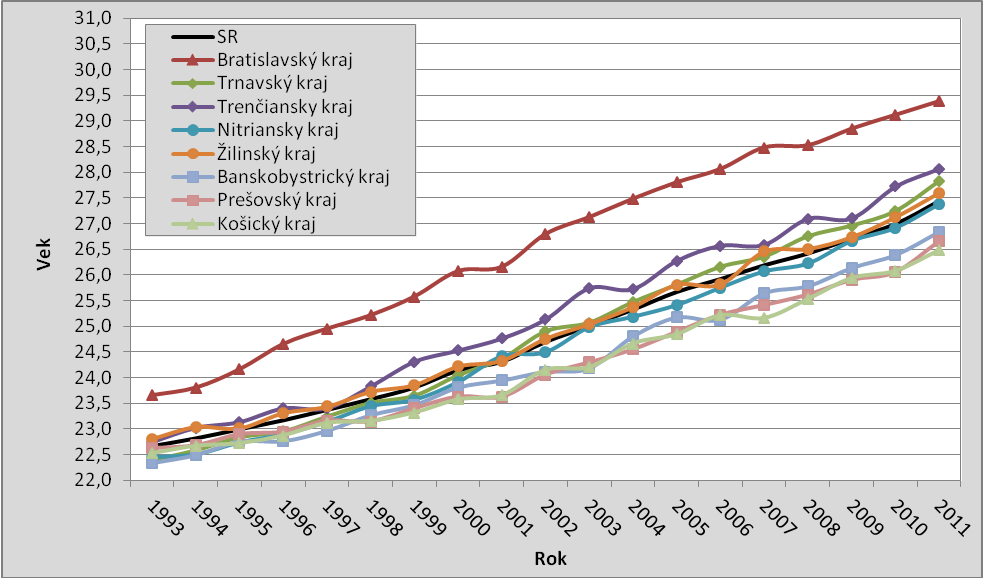 31,0
30,5
30,0
29,5
29,0
28,5
28,0
27,5
27,0
26,5
26,0
25,5
25,0
24,5
24,0
23,5
23,0
22,5
22,0
Vek
SR
Bratislavský kraj
Trnavský kraj
Trenčiansky kraj
Nitriansky kraj
Žilinský kraj
Banskobystrický kraj
Prešovský kraj
Košický kraj
1993 1994 1995 1996 1997 1998 1999 2000 2001 2002 2003 2004 2005 2006 2007 2008 2009 2010 2011
Rok